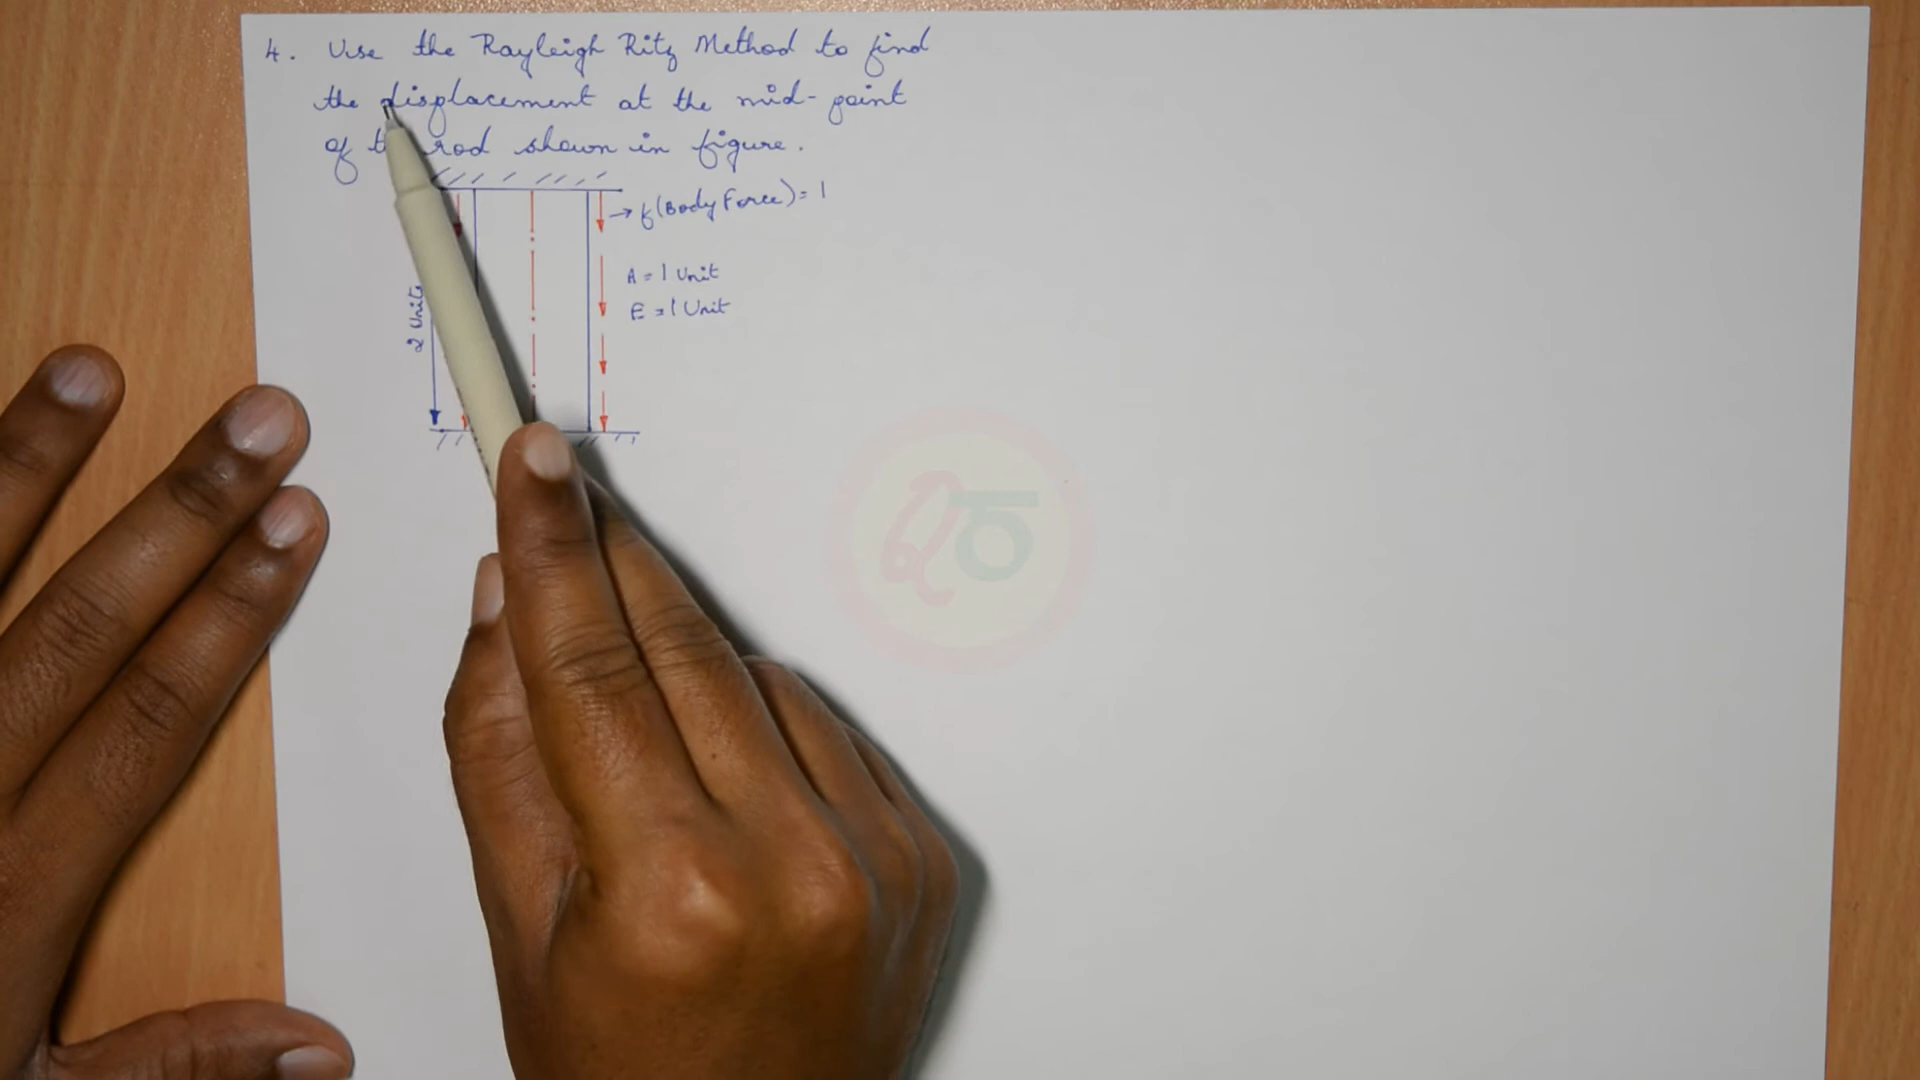 4. Use the Rayleigh Ritz Method to find
the displacement at the mid-point
of rod shown in figure.
f(Body Force) = 1
A = 1 Unit
E = 1 Unit
2 Units